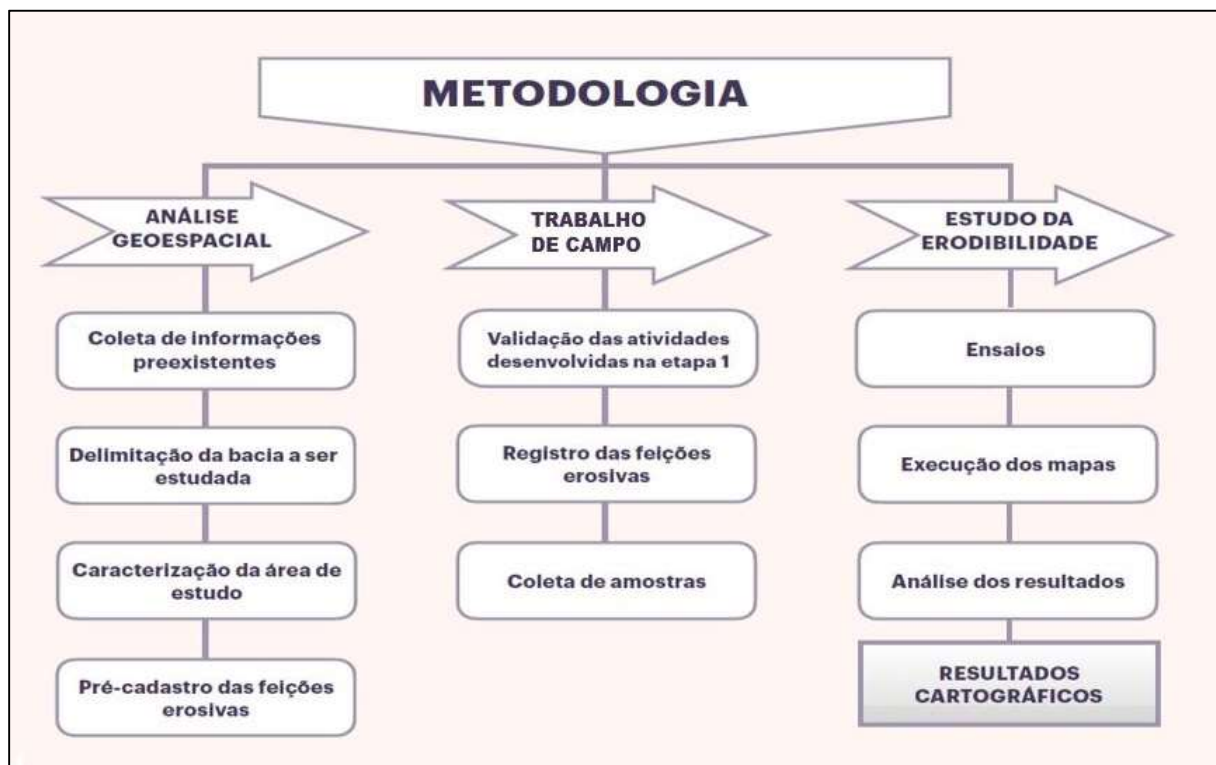 METODOLOGIA
ANÁLISE
GEOESPACIAL
Coleta de informações
preexistentes
Delimitação da bacia a ser
estudada
Caracterização da área de
estudo
Pré-cadastro das feições
erosivas
TRABALHO
DE CAMPO
Validação das atividades
desenvolvidas na etapa 1
Registro das feições
erosivas
Coleta de amostras
ESTUDO DA
ERODIBILIDADE
Ensaios
Execução dos mapas
Análise dos resultados
RESULTADOS
CARTOGRÁFICOS